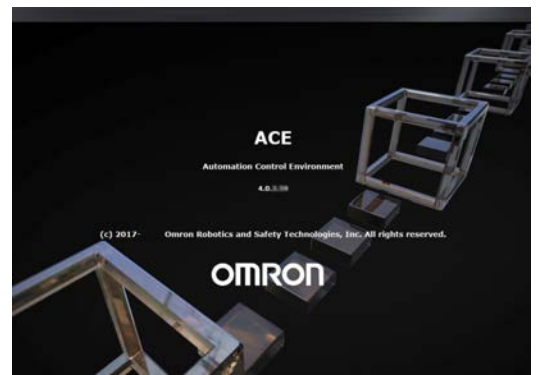 ACE
Automation Control Environment
4.0.
(c) 2017- Omron Robotics and Safety Technologies, Inc. All rights reserved.
OMRON